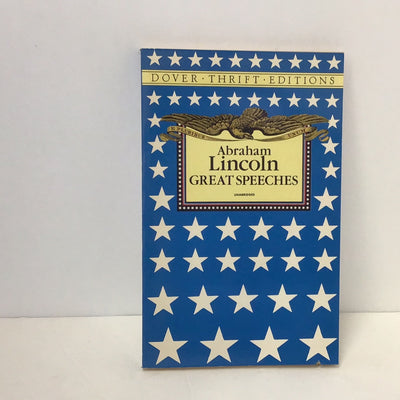 DOVER · THRIFT · EDITIONS
Abraham
Lincoln
GREAT SPEECHES
UNABRIDGED